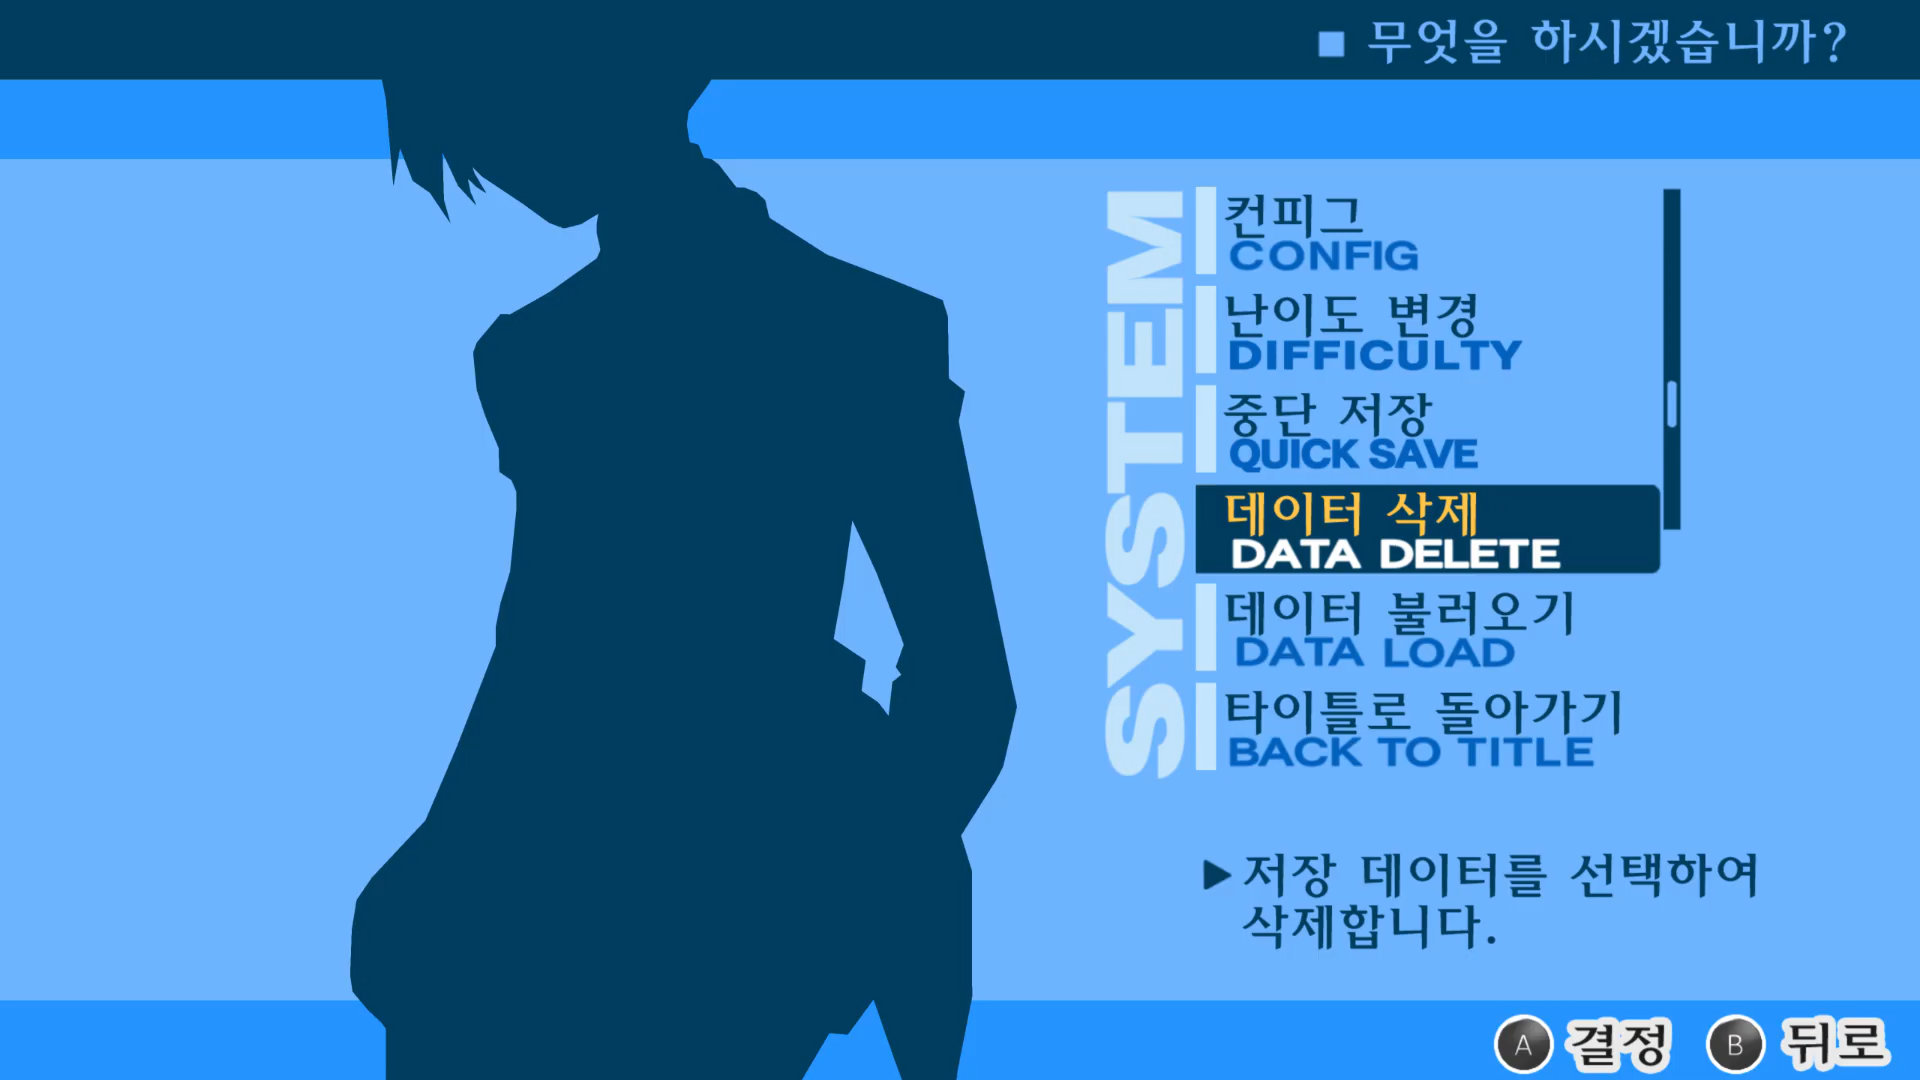 ■ 무엇을 하시겠습니까?
SYSTEM
컨피그
CONFIG
난이도 변경
DIFFICULTY
중단 저장
QUICK SAVE
데이터 삭제
DATA DELETE
데이터 불러오기
DATA LOAD
타이틀로 돌아가기
BACK TO TITLE
▶저장 데이터를 선택하여
삭제합니다.
A 결정 B 뒤로